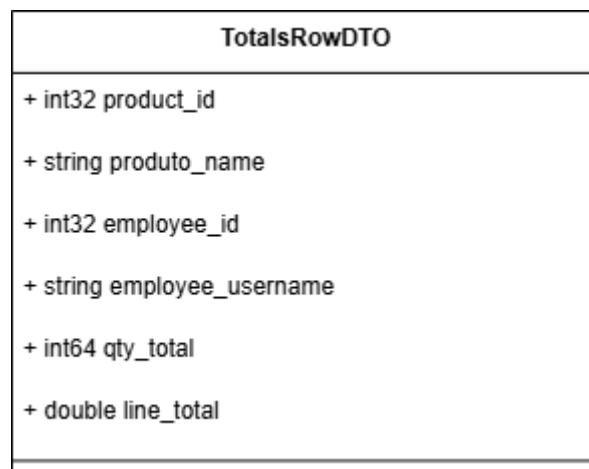 TotalsRowDTO
+ int32 product_id
+ string produto_name
+ int32 employee_id
+ string employee_username
+ int64 qty_total
+ double line_total